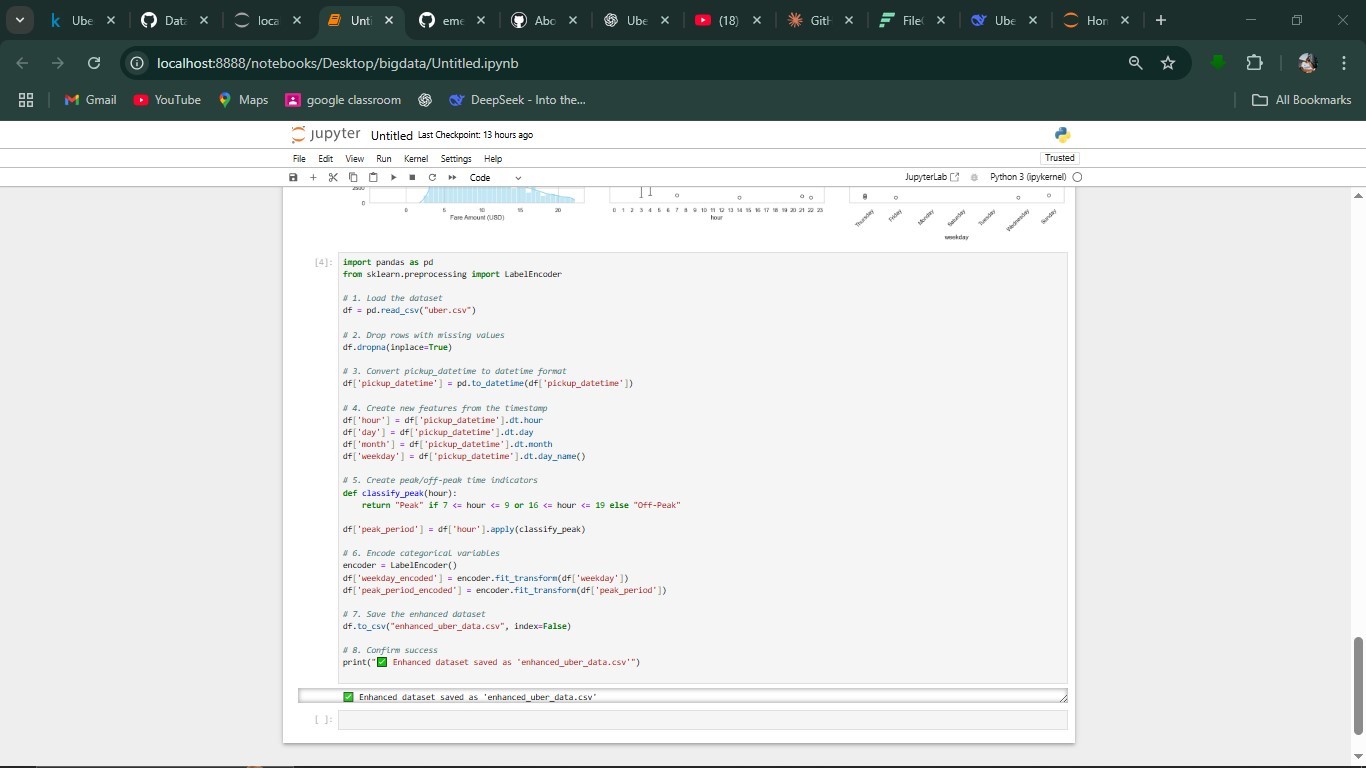 Ube
Data
loca
Unti
eme
Abo
Ube
(18)
GitH
File(
Ube
Hon
localhost:8888/notebooks/Desktop/bigdata/Untitled.ipynb
Gmail
YouTube
Maps
google classroom
DeepSeek - Into the...
All Bookmarks
jupyter Untitled Last Checkpoint: 13 hours ago
File Edit View Run Kernel Settings Help
Trusted
Code
JupyterLab
Python 3 (ipykernel)
2500
0
0 5 10 15 20
Fare Amount (USD)
0 1 2 3 4 5 6 7 8 9 10 11 12 13 14 15 16 17 18 19 20 21 22 23
hour
Thursday Friday Monday Saturday Tuesday Wednesday Sunday
weekday
[4]:
import pandas as pd
from sklearn.preprocessing import LabelEncoder
# 1. Load the dataset
df = pd.read_csv("uber.csv")
# 2. Drop rows with missing values
df.dropna(inplace=True)
# 3. Convert pickup_datetime to datetime format
df['pickup_datetime'] = pd.to_datetime(df['pickup_datetime'])
# 4. Create new features from the timestamp
df['hour'] = df['pickup_datetime'].dt.hour
df['day'] = df['pickup_datetime'].dt.day
df['month'] = df['pickup_datetime'].dt.month
df['weekday'] = df['pickup_datetime'].dt.day_name()
# 5. Create peak/off-peak time indicators
def classify_peak(hour):
    return "Peak" if 7 <= hour <= 9 or 16 <= hour <= 19 else "Off-Peak"
df['peak_period'] = df['hour'].apply(classify_peak)
# 6. Encode categorical variables
encoder = LabelEncoder()
df['weekday_encoded'] = encoder.fit_transform(df['weekday'])
df['peak_period_encoded'] = encoder.fit_transform(df['peak_period'])
# 7. Save the enhanced dataset
df.to_csv("enhanced_uber_data.csv", index=False)
# 8. Confirm success
print("✅ Enhanced dataset saved as 'enhanced_uber_data.csv'")
✅ Enhanced dataset saved as 'enhanced_uber_data.csv'
[ ]: